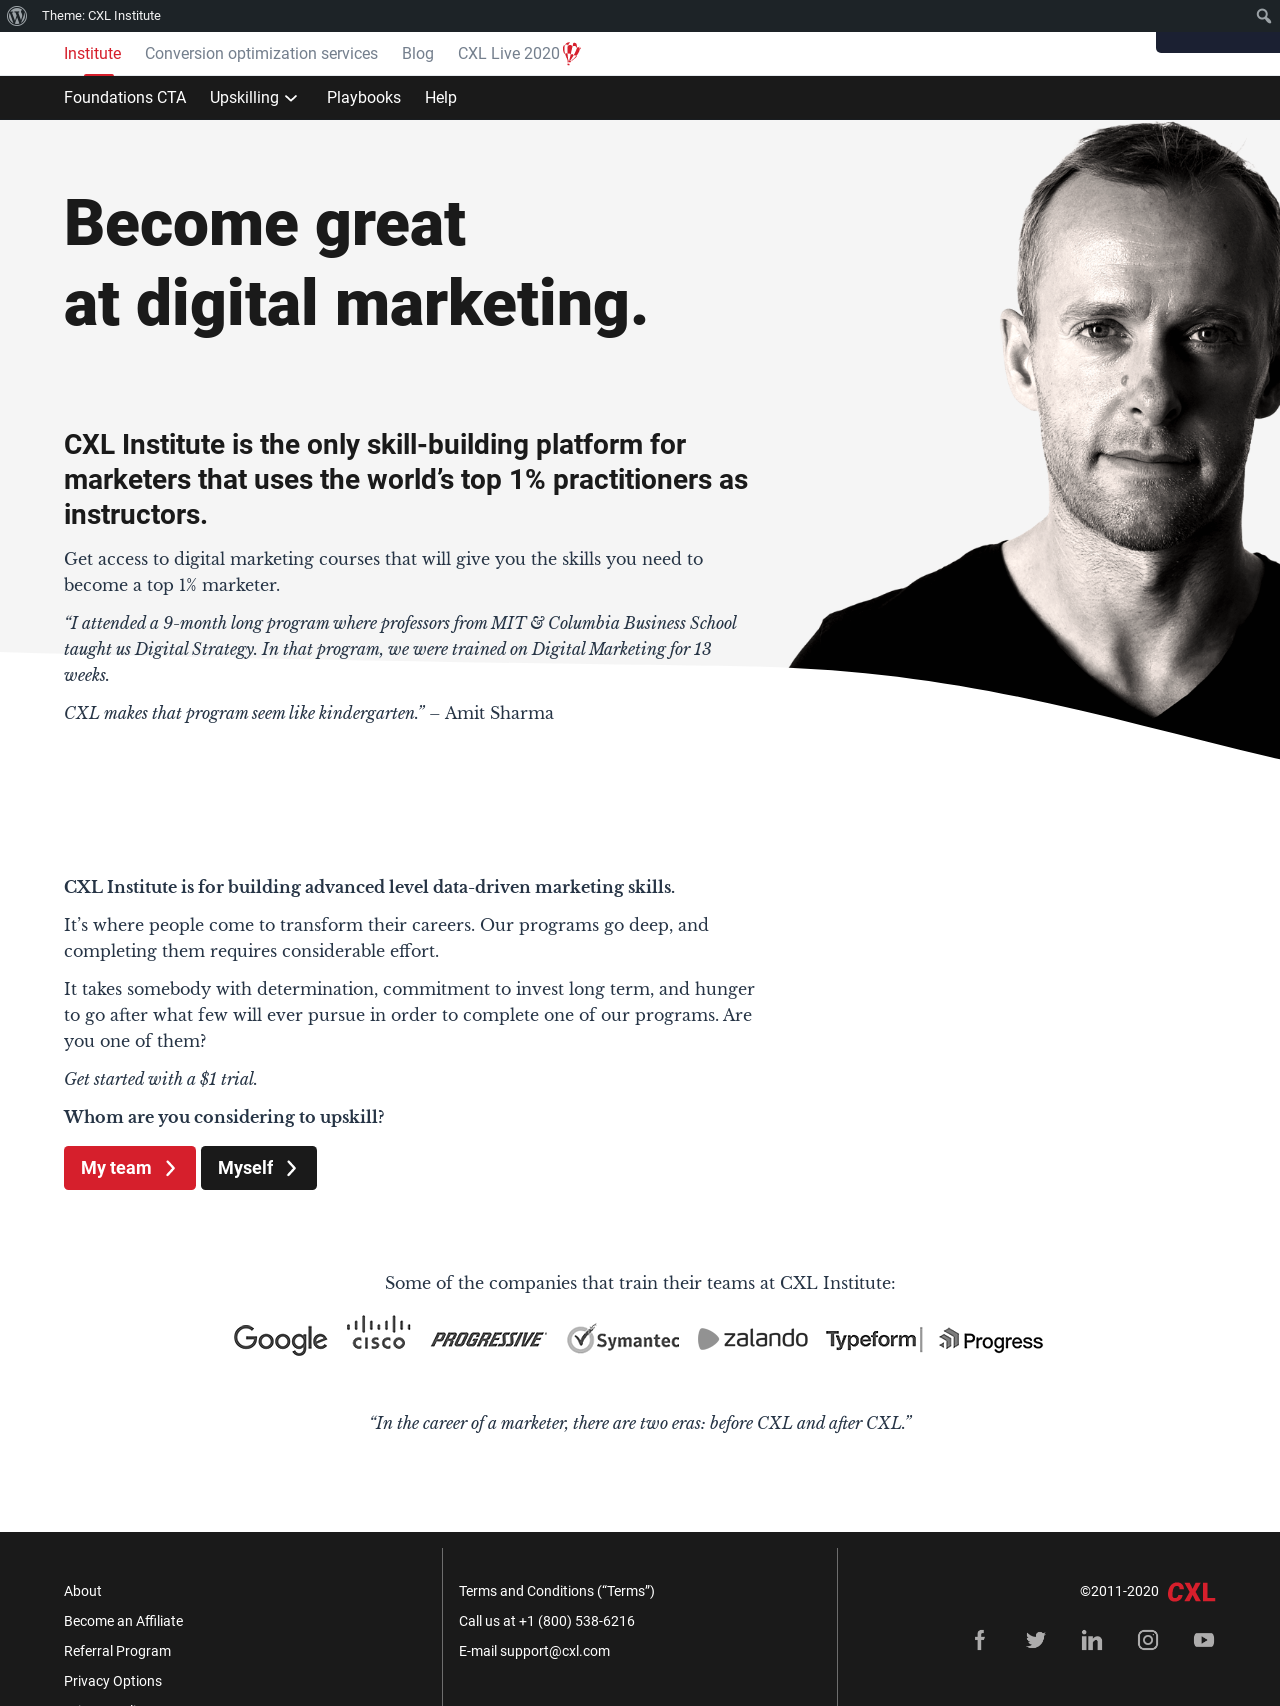 Theme: CXL Institute
Institute Conversion optimization services Blog CXL Live 2020
Foundations CTA Upskilling Playbooks Help
Become great
at digital marketing.
CXL Institute is the only skill-building platform for
marketers that uses the world’s top 1% practitioners as
instructors.
Get access to digital marketing courses that will give you the skills you need to
become a top 1% marketer.
“I attended a 9-month long program where professors from MIT & Columbia Business School
taught us Digital Strategy. In that program, we were trained on Digital Marketing for 13
weeks.
CXL makes that program seem like kindergarten.” – Amit Sharma
CXL Institute is for building advanced level data-driven marketing skills.
It’s where people come to transform their careers. Our programs go deep, and
completing them requires considerable effort.
It takes somebody with determination, commitment to invest long term, and hunger
to go after what few will ever pursue in order to complete one of our programs. Are
you one of them?
Get started with a $1 trial.
Whom are you considering to upskill?
My team Myself
Some of the companies that train their teams at CXL Institute:
Google CISCO PROGRESSIVE Symantec zalando Typeform Progress
“In the career of a marketer, there are two eras: before CXL and after CXL.”
About
Become an Affiliate
Referral Program
Privacy Options
Terms and Conditions (“Terms”)
Call us at +1 (800) 538-6216
E-mail support@cxl.com
©2011-2020 CXL